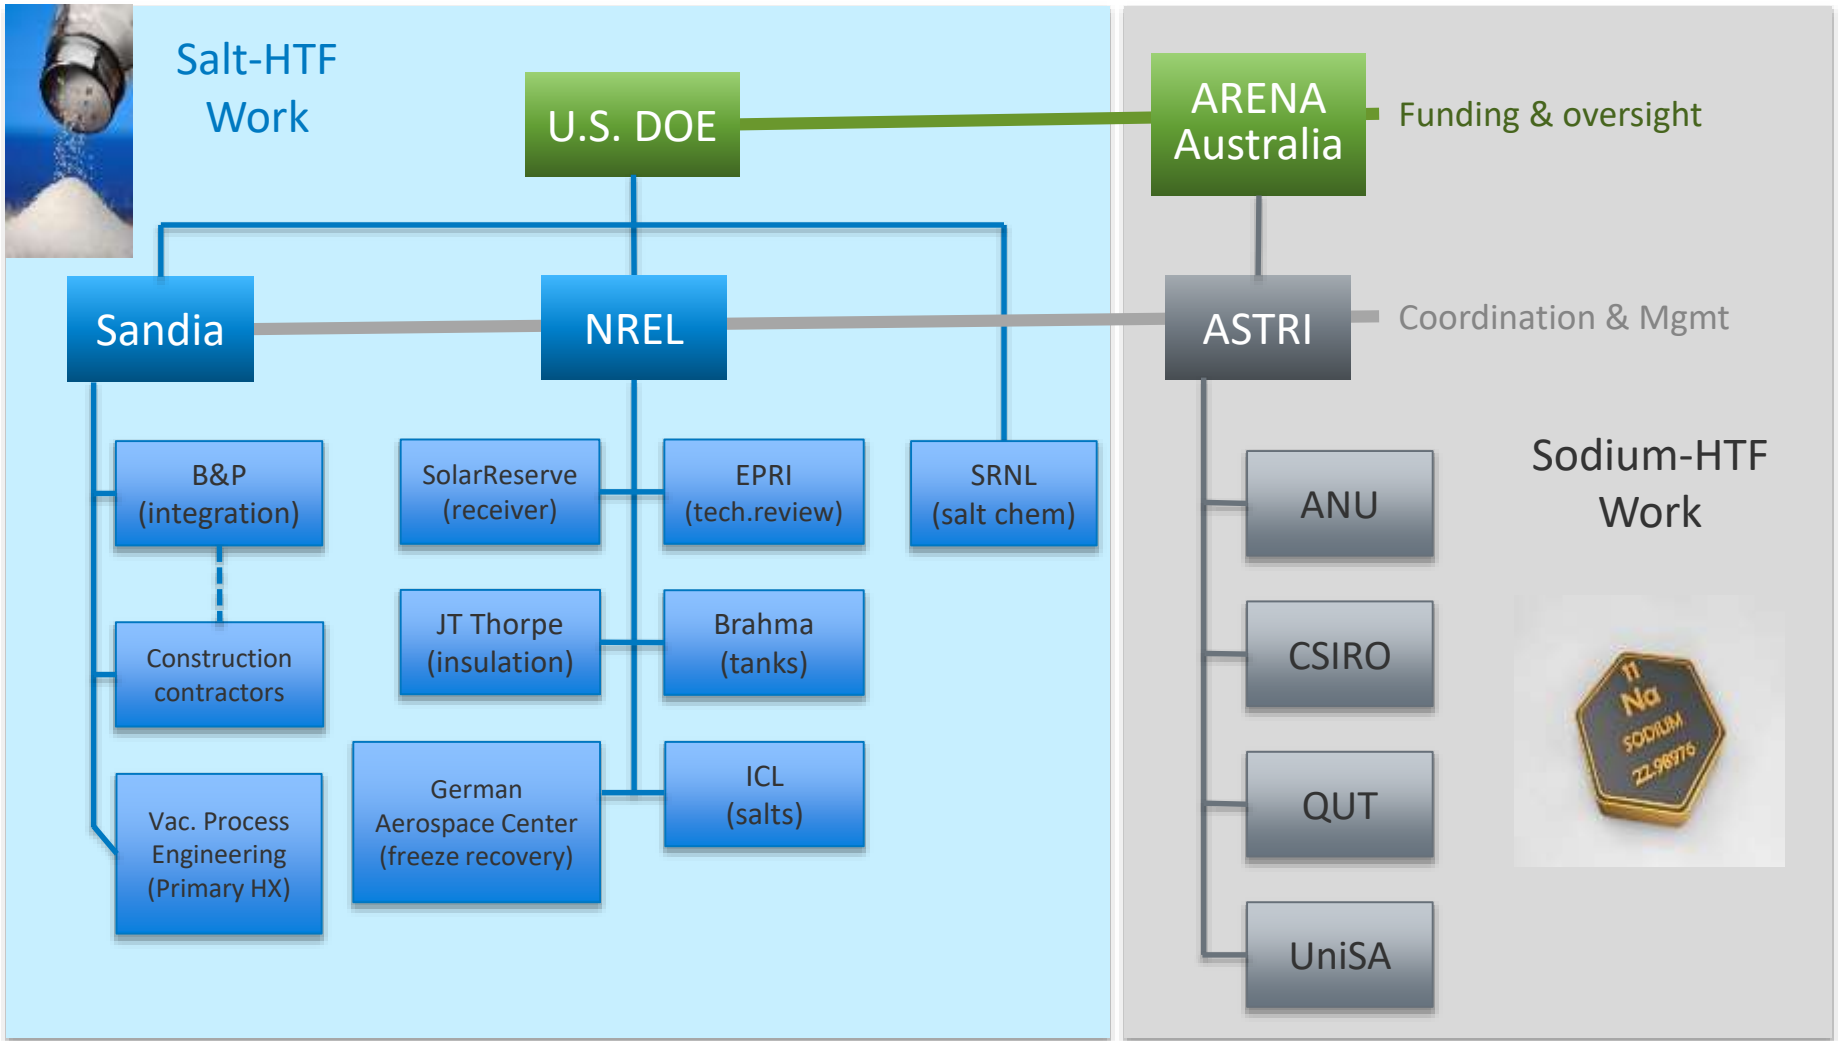 Salt-HTF
Work
U.S. DOE
ARENA
Australia
Funding & oversight
Sandia
NREL
ASTRI
Coordination & Mgmt
B&P
(integration)
SolarReserve
(receiver)
EPRI
(tech.review)
SRNL
(salt chem)
Sodium-HTF
Work
ANU
Construction
contractors
JT Thorpe
(insulation)
Brahma
(tanks)
CSIRO
11
Na
SODIUM
22.98976
Vac. Process
Engineering
(Primary HX)
German
Aerospace Center
(freeze recovery)
ICL
(salts)
QUT
UniSA